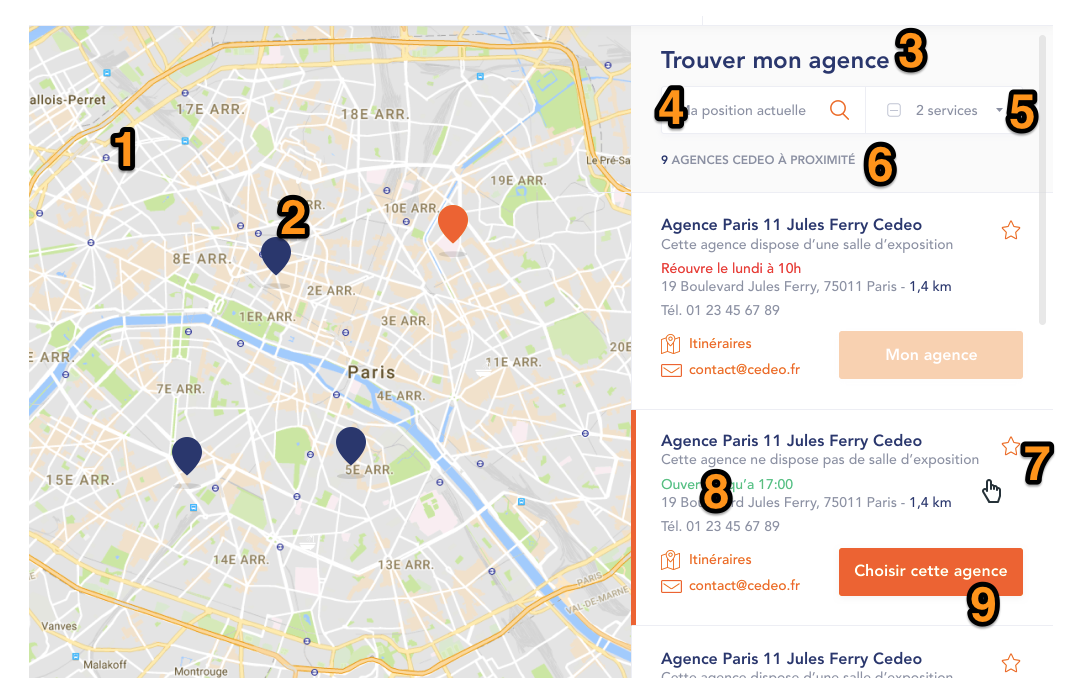 Trouver mon agence
3
4
la position actuelle
2 services
5
9 AGENCES CEDEO À PROXIMITÉ
6
Agence Paris 11 Jules Ferry Cedeo
Cette agence dispose d'une salle d'exposition
Réouvre le lundi à 10h
19 Boulevard Jules Ferry, 75011 Paris - 1,4 km
Tél. 01 23 45 67 89
Itinéraires
Mon agence
contact@cedeo.fr
Agence Paris 11 Jules Ferry Cedeo
Cette agence ne dispose pas de salle d'exposition
7
8
17:00
19 Boulevard Jules Ferry, 75011 Paris - 1,4 km
Tél. 01 23 45 67 89
Itinéraires
Choisir cette agence
contact@cedeo.fr
9
Agence Paris 11 Jules Ferry Cedeo
Cette agence dispose d'une salle d'exposition
allois-Perret
17E ARR.
18E ARR.
1
Le Pré-Sa
19E ARR.
2
RR.
10E ARR.
8E ARR.
2E ARR.
1ER ARR.
3E ARR.
E ARR.
20E
11E ARR.
Paris
7E ARR.
4E ARR.
5E ARR.
15E ARR.
14E ARR.
13E ARR.
PARIS
VAL-DE-MARNE
Vanves
Malakoff
Montrouge